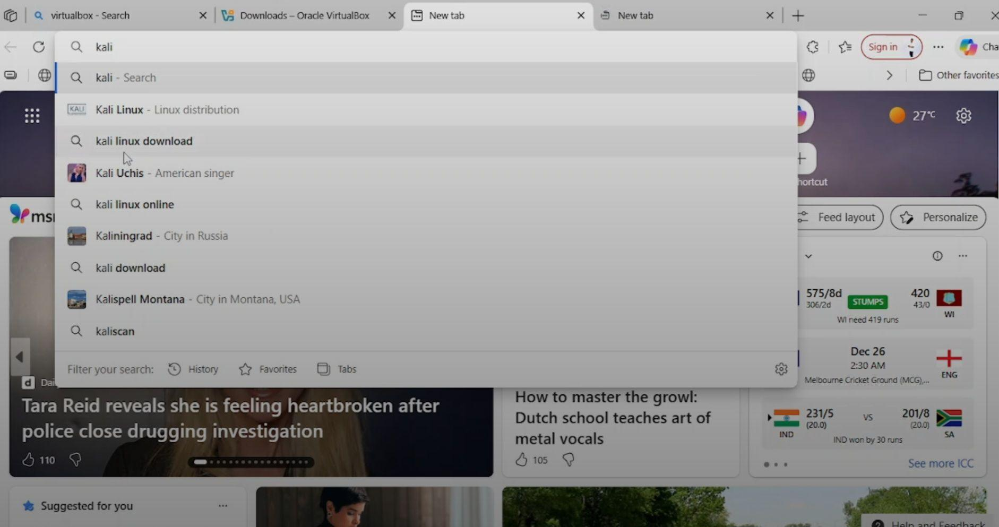 virtualbox - Search
Downloads – Oracle VirtualBox
New tab
New tab
kali
Sign in
Cha
kali - Search
Other favorites
KALI
Kali Linux - Linux distribution
27°C
kali linux download
Kali Uchis - American singer
hortcut
kali linux online
msn
Feed layout
Personalize
Kaliningrad - City in Russia
kali download
575/8d
306/2d
STUMPS
420
43/0
WI
WI need 419 runs
Kalispell Montana - City in Montana, USA
kaliscan
Dec 26
2:30 AM
Melbourne Cricket Ground (MCG),...
ENG
Filter your search:
History
Favorites
Tabs
d Dai
Tara Reid reveals she is feeling heartbroken after
police close drugging investigation
110
How to master the growl:
Dutch school teaches art of
metal vocals
105
231/5
(20.0)
IND
vs
201/8
(20.0)
SA
IND won by 30 runs
See more ICC
Suggested for you
Help and Feedback